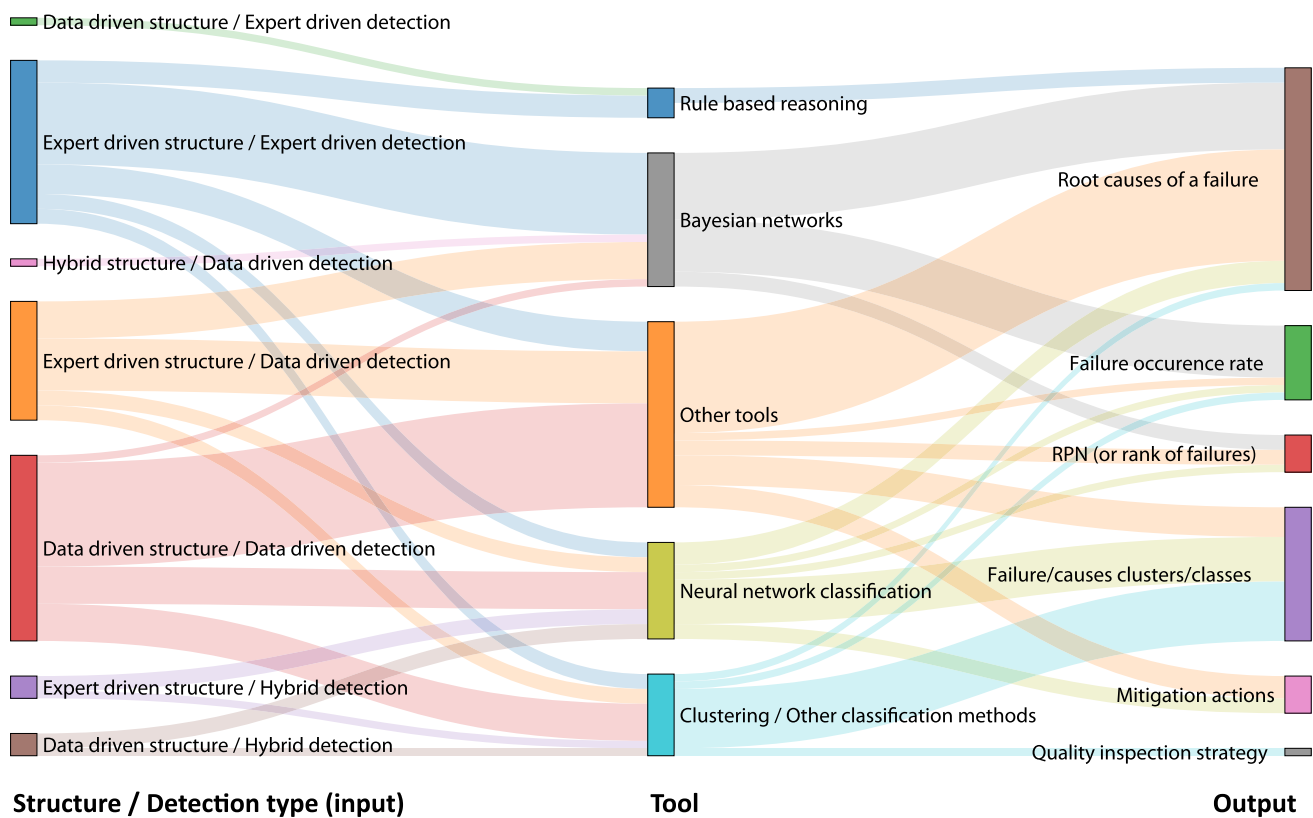 Data driven structure / Expert driven detection
Expert driven structure / Expert driven detection
Hybrid structure / Data driven detection
Expert driven structure / Data driven detection
Data driven structure / Data driven detection
Expert driven structure / Hybrid detection
Data driven structure / Hybrid detection
Structure / Detection type (input)
Rule based reasoning
Bayesian networks
Other tools
Neural network classification
Clustering / Other classification methods
Tool
Root causes of a failure
Failure occurence rate
RPN (or rank of failures)
Failure/causes clusters/classes
Mitigation actions
Quality inspection strategy
Output